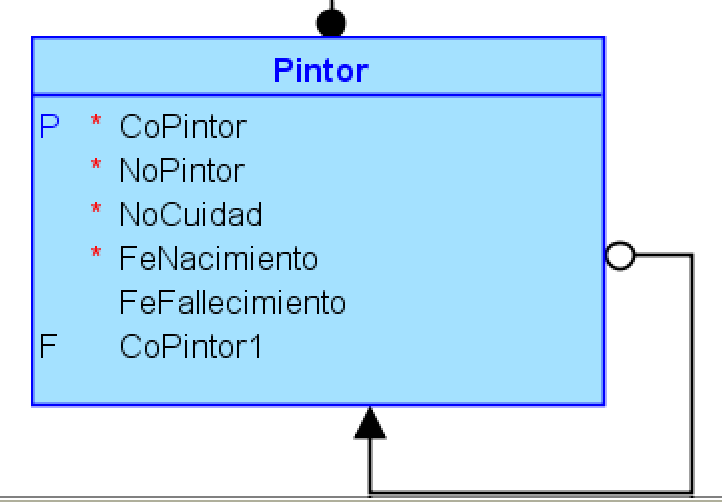 Pintor
P * CoPintor
* NoPintor
* NoCuidad
* FeNacimiento
FeFallecimiento
F CoPintor1